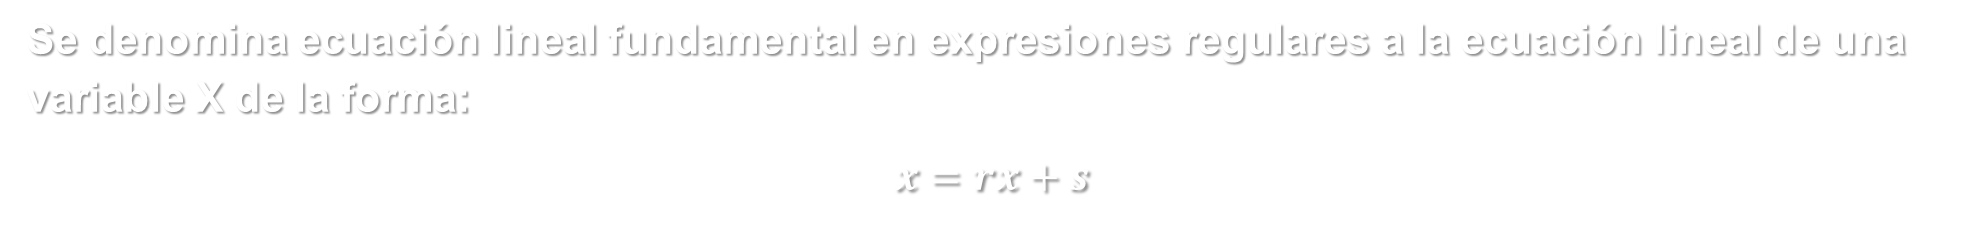 Se denomina ecuación lineal fundamental en expresiones regulares a la ecuación lineal de una
variable X de la forma:
x = rx + s